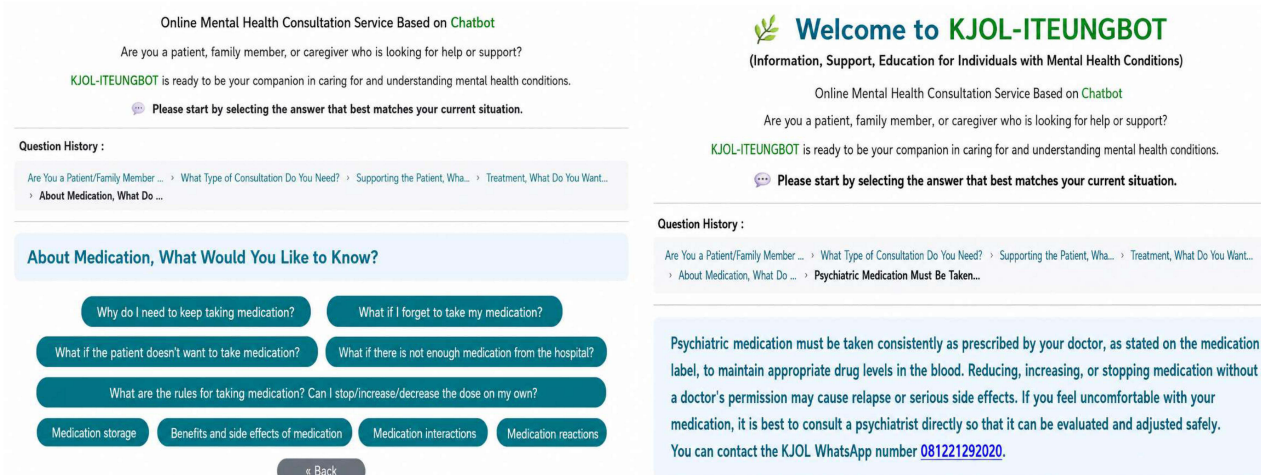 Online Mental Health Consultation Service Based on Chatbot
Are you a patient, family member, or caregiver who is looking for help or support?
KJOL-ITEUNGBOT is ready to be your companion in caring for and understanding mental health conditions.
Please start by selecting the answer that best matches your current situation.
Question History :
Are You a Patient/Family Member ... › What Type of Consultation Do You Need? › Supporting the Patient, Wha... › Treatment, What Do You Want...
› About Medication, What Do ...
About Medication, What Would You Like to Know?
Why do I need to keep taking medication?
What if I forget to take my medication?
What if the patient doesn't want to take medication?
What if there is not enough medication from the hospital?
What are the rules for taking medication? Can I stop/increase/decrease the dose on my own?
Medication storage
Benefits and side effects of medication
Medication interactions
Medication reactions
« Back
Welcome to KJOL-ITEUNGBOT
(Information, Support, Education for Individuals with Mental Health Conditions)
Online Mental Health Consultation Service Based on Chatbot
Are you a patient, family member, or caregiver who is looking for help or support?
KJOL-ITEUNGBOT is ready to be your companion in caring for and understanding mental health conditions.
Please start by selecting the answer that best matches your current situation.
Question History :
Are You a Patient/Family Member ... › What Type of Consultation Do You Need? › Supporting the Patient, Wha... › Treatment, What Do You Want...
› About Medication, What Do ... › Psychiatric Medication Must Be Taken...
Psychiatric medication must be taken consistently as prescribed by your doctor, as stated on the medication
label, to maintain appropriate drug levels in the blood. Reducing, increasing, or stopping medication without
a doctor's permission may cause relapse or serious side effects. If you feel uncomfortable with your
medication, it is best to consult a psychiatrist directly so that it can be evaluated and adjusted safely.
You can contact the KJOL WhatsApp number 081221292020.